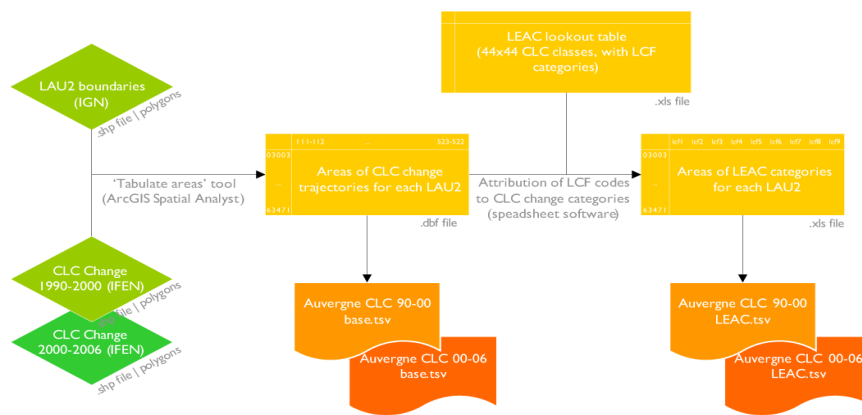 LEAC lookout table
(44x44 CLC classes, with LCF
categories)
.xls file
LAU2 boundaries
(IGN)
.shp file | polygons
111-112 ... 523-522
03003
...
63471
Areas of CLC change
trajectories for each LAU2
.dbf file
lcf1 lcf2 lcf3 lcf4 lcf5 lcf6 lcf7 lcf8 lcf9
03003
...
63471
Areas of LEAC categories
for each LAU2
.xls file
'Tabulate areas' tool
(ArcGIS Spatial Analyst)
Attribution of LCF codes
to CLC change categories
(speadsheet software)
CLC Change
1990-2000 (IFEN)
.shp file | polygons
CLC Change
2000-2006 (IFEN)
.shp file | polygons
Auvergne CLC 90-00
base.tsv
Auvergne CLC 00-06
base.tsv
Auvergne CLC 90-00
LEAC.tsv
Auvergne CLC 00-06
LEAC.tsv